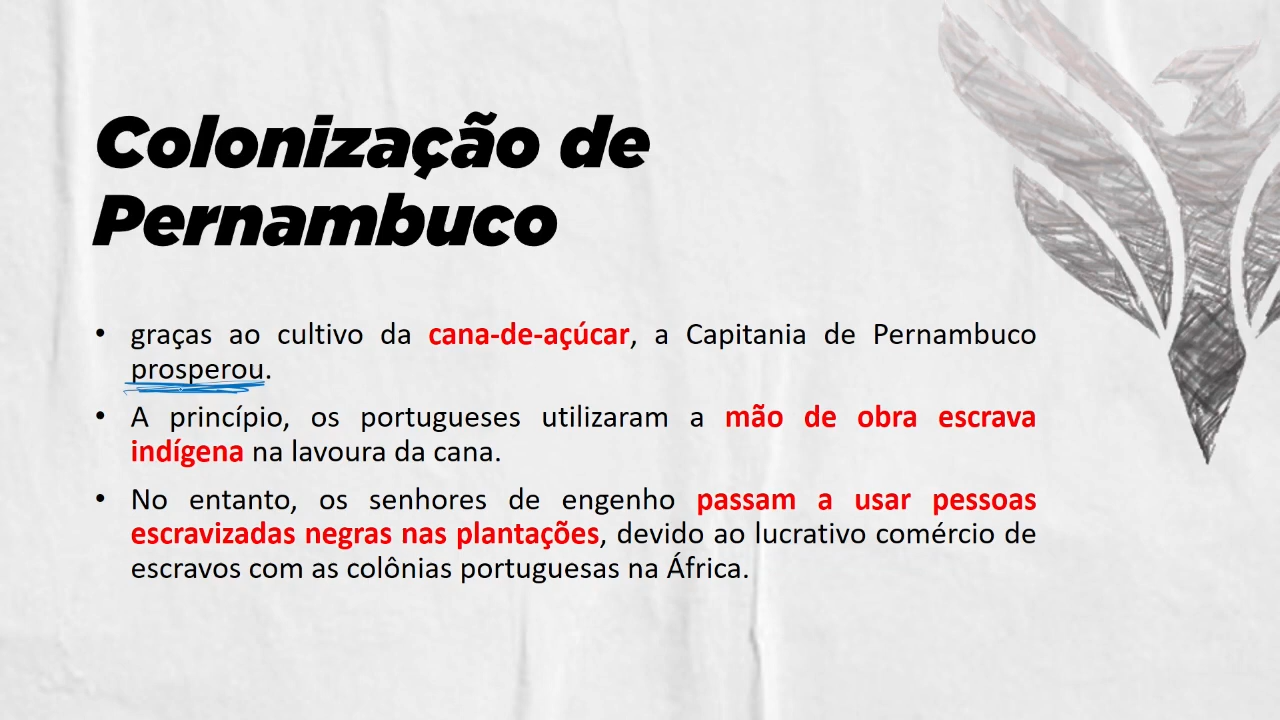 Colonização de
Pernambuco
• graças ao cultivo da cana-de-açúcar, a Capitania de Pernambuco
prosperou.
• A princípio, os portugueses utilizaram a mão de obra escrava
indígena na lavoura da cana.
• No entanto, os senhores de engenho passam a usar pessoas
escravizadas negras nas plantações, devido ao lucrativo comércio de
escravos com as colônias portuguesas na África.